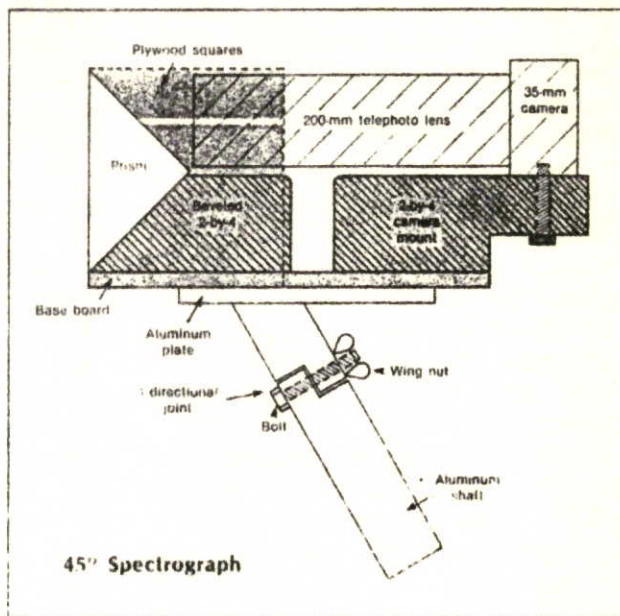 Plywood squares
35-mm
camera
200-mm telephoto lens
Prism
Beveled
2-by-4
2-by-4
camera
mount
Base board
Aluminum
plate
Wing nut
directional
joint
Bolt
Aluminum
shaft
45° Spectrograph